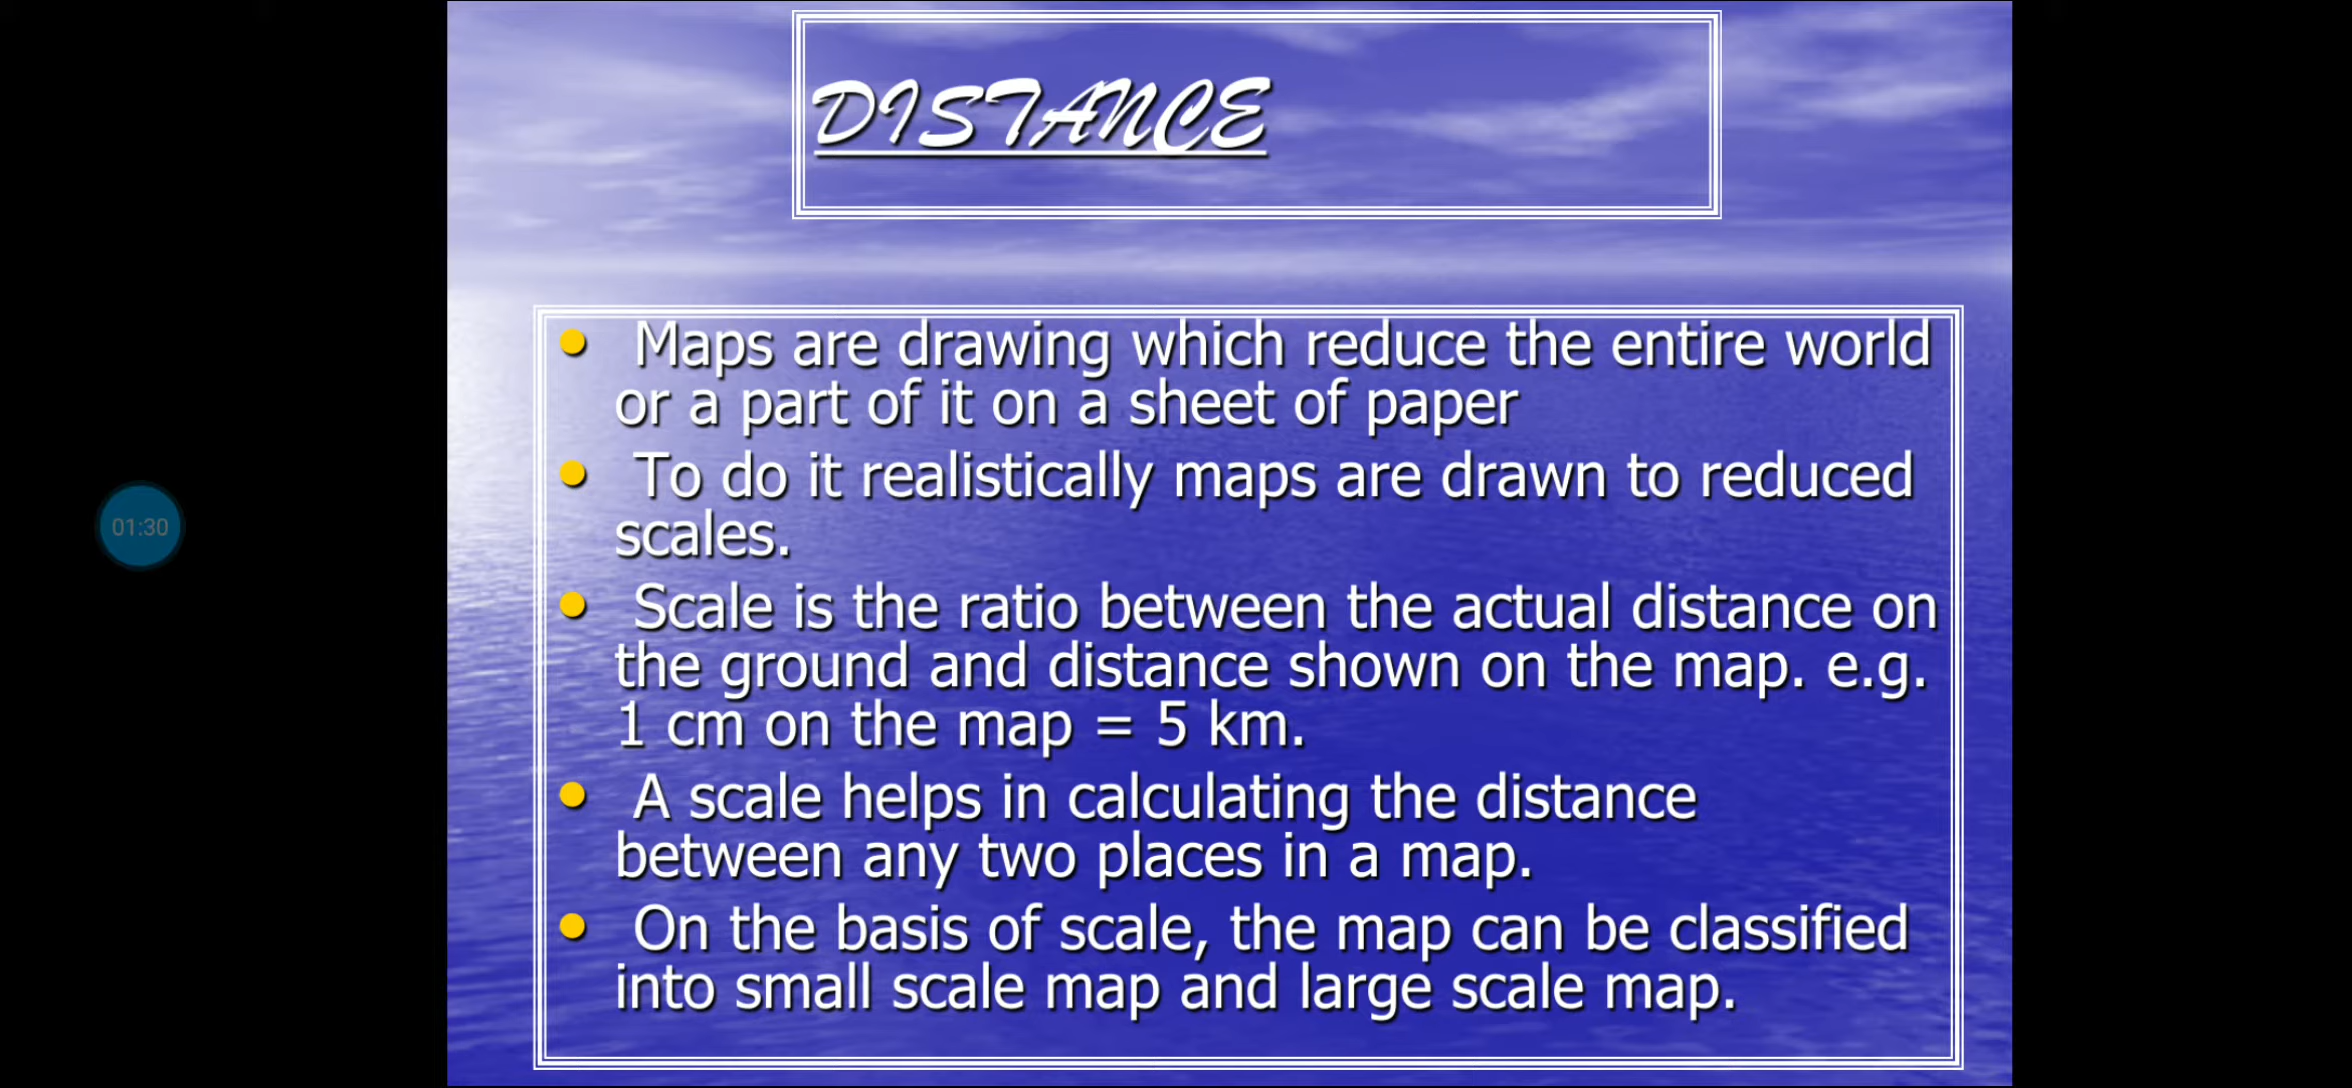 DISTANCE
• Maps are drawing which reduce the entire world
or a part of it on a sheet of paper
• To do it realistically maps are drawn to reduced
scales.
• Scale is the ratio between the actual distance on
the ground and distance shown on the map. e.g.
1 cm on the map = 5 km.
• A scale helps in calculating the distance
between any two places in a map.
• On the basis of scale, the map can be classified
into small scale map and large scale map.
01:30